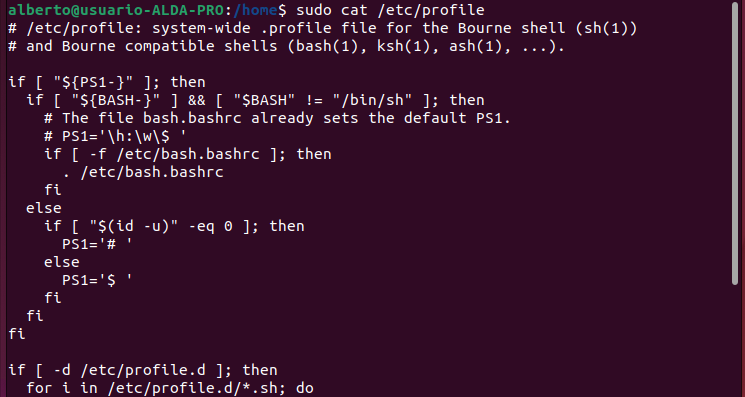 alberto@usuario-ALDA-PRO:/home$ sudo cat /etc/profile
# /etc/profile: system-wide .profile file for the Bourne shell (sh(1))
# and Bourne compatible shells (bash(1), ksh(1), ash(1), ...).

if [ "${PS1-}" ]; then
  if [ "${BASH-}" ] && [ "$BASH" != "/bin/sh" ]; then
    # The file bash.bashrc already sets the default PS1.
    # PS1='\h:\w\$ '
    if [ -f /etc/bash.bashrc ]; then
      . /etc/bash.bashrc
    fi
  else
    if [ "$(id -u)" -eq 0 ]; then
      PS1='# '
    else
      PS1='$ '
    fi
  fi
fi

if [ -d /etc/profile.d ]; then
  for i in /etc/profile.d/*.sh; do